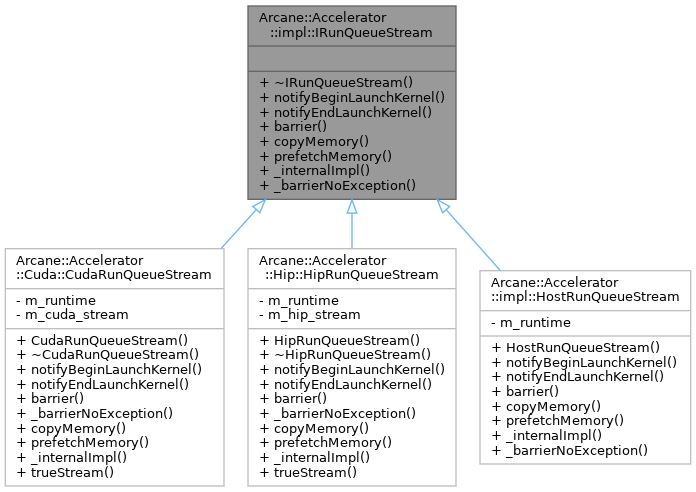 Arcane::Accelerator
::impl::IRunQueueStream
+ ~IRunQueueStream()
+ notifyBeginLaunchKernel()
+ notifyEndLaunchKernel()
+ barrier()
+ copyMemory()
+ prefetchMemory()
+ _internalImpl()
+ _barrierNoException()
Arcane::Accelerator
::Cuda::CudaRunQueueStream
- m_runtime
- m_cuda_stream
+ CudaRunQueueStream()
+ ~CudaRunQueueStream()
+ notifyBeginLaunchKernel()
+ notifyEndLaunchKernel()
+ barrier()
+ _barrierNoException()
+ copyMemory()
+ prefetchMemory()
+ _internalImpl()
+ trueStream()
Arcane::Accelerator
::Hip::HipRunQueueStream
- m_runtime
- m_hip_stream
+ HipRunQueueStream()
+ ~HipRunQueueStream()
+ notifyBeginLaunchKernel()
+ notifyEndLaunchKernel()
+ barrier()
+ _barrierNoException()
+ copyMemory()
+ prefetchMemory()
+ _internalImpl()
+ trueStream()
Arcane::Accelerator
::impl::HostRunQueueStream
- m_runtime
+ HostRunQueueStream()
+ notifyBeginLaunchKernel()
+ notifyEndLaunchKernel()
+ barrier()
+ copyMemory()
+ prefetchMemory()
+ _internalImpl()
+ _barrierNoException()